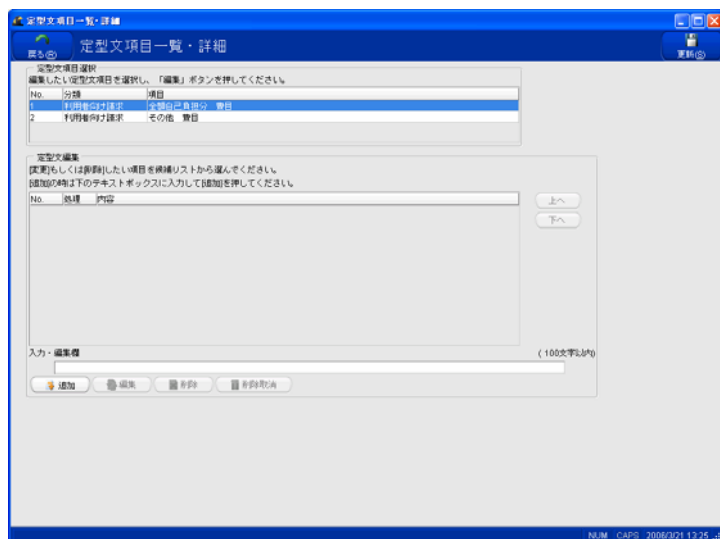 定型文項目一覧・詳細
戻る(R)
定型文項目一覧・詳細
更新(S)
定型文項目選択
編集したい定型文項目を選択し、「編集」ボタンを押してください。
No. 分類 項目
1 利用者向け請求 全額自己負担分 費目
2 利用者向け請求 その他 費目
定型文編集
[変更]もしくは[削除]したい項目を候補リストから選んでください。
[追加]の時は下のテキストボックスに入力して[追加]を押してください。
No. 処理 内容
上へ
下へ
入力・編集欄 (100文字以内)
追加 編集 削除 削除取消
NUM CAPS 2006/3/21 13:25